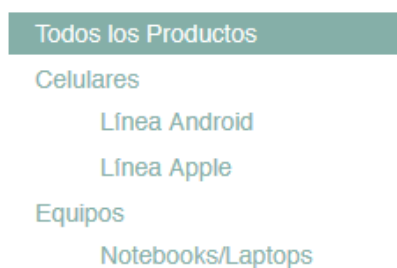 Todos los Productos
Celulares
Línea Android
Línea Apple
Equipos
Notebooks/Laptops